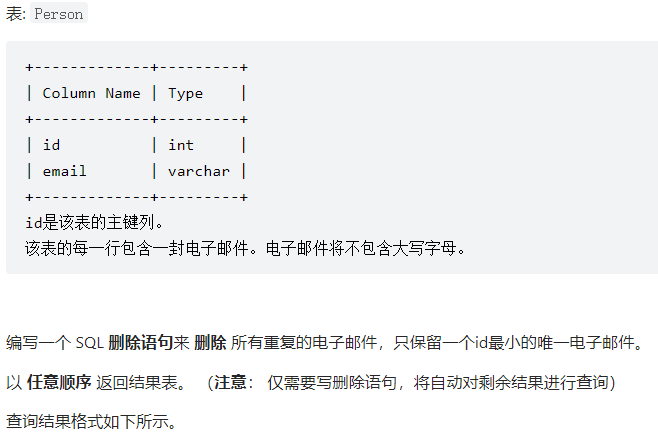 表: Person
+-------------+---------+
| Column Name | Type    |
+-------------+---------+
| id          | int     |
| email       | varchar |
+-------------+---------+
id是该表的主键列。
该表的每一行包含一封电子邮件。电子邮件将不包含大写字母。
编写一个 SQL 删除语句来 删除 所有重复的电子邮件，只保留一个id最小的唯一电子邮件。
以 任意顺序 返回结果表。 （注意： 仅需要写删除语句，将自动对剩余结果进行查询）
查询结果格式如下所示。